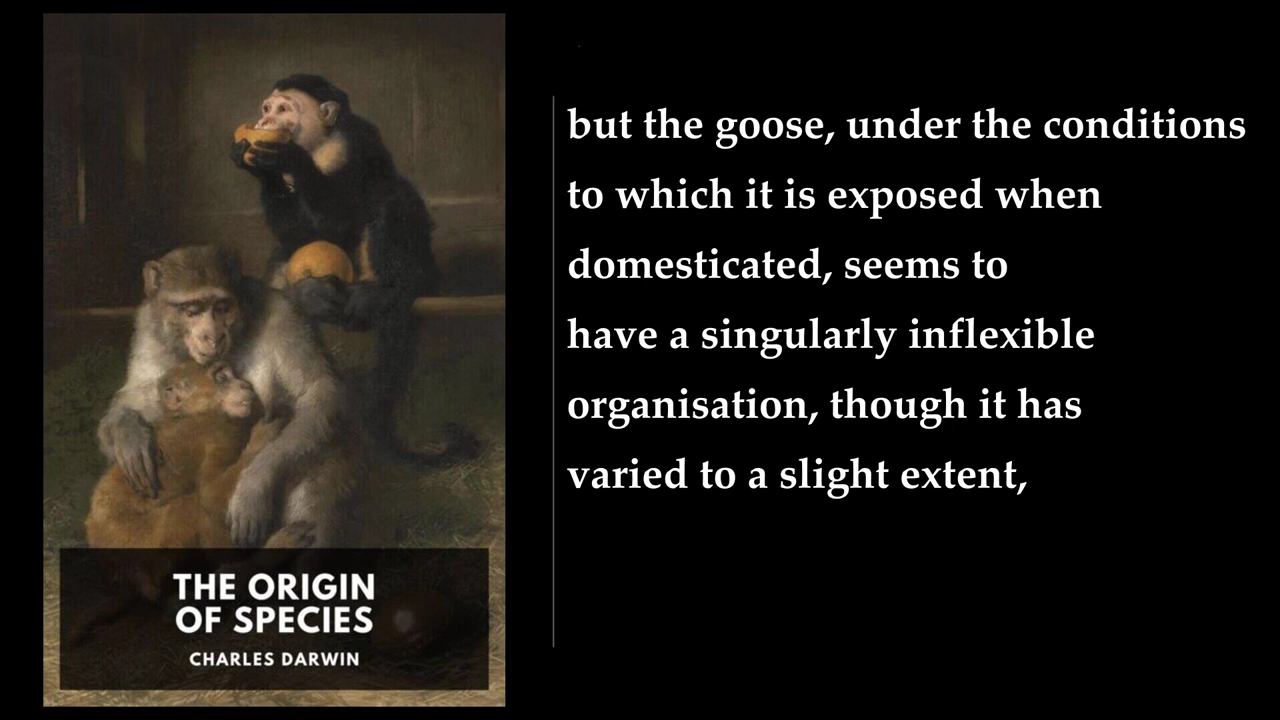 THE ORIGIN
OF SPECIES
CHARLES DARWIN
but the goose, under the conditions
to which it is exposed when
domesticated, seems to
have a singularly inflexible
organisation, though it has
varied to a slight extent,